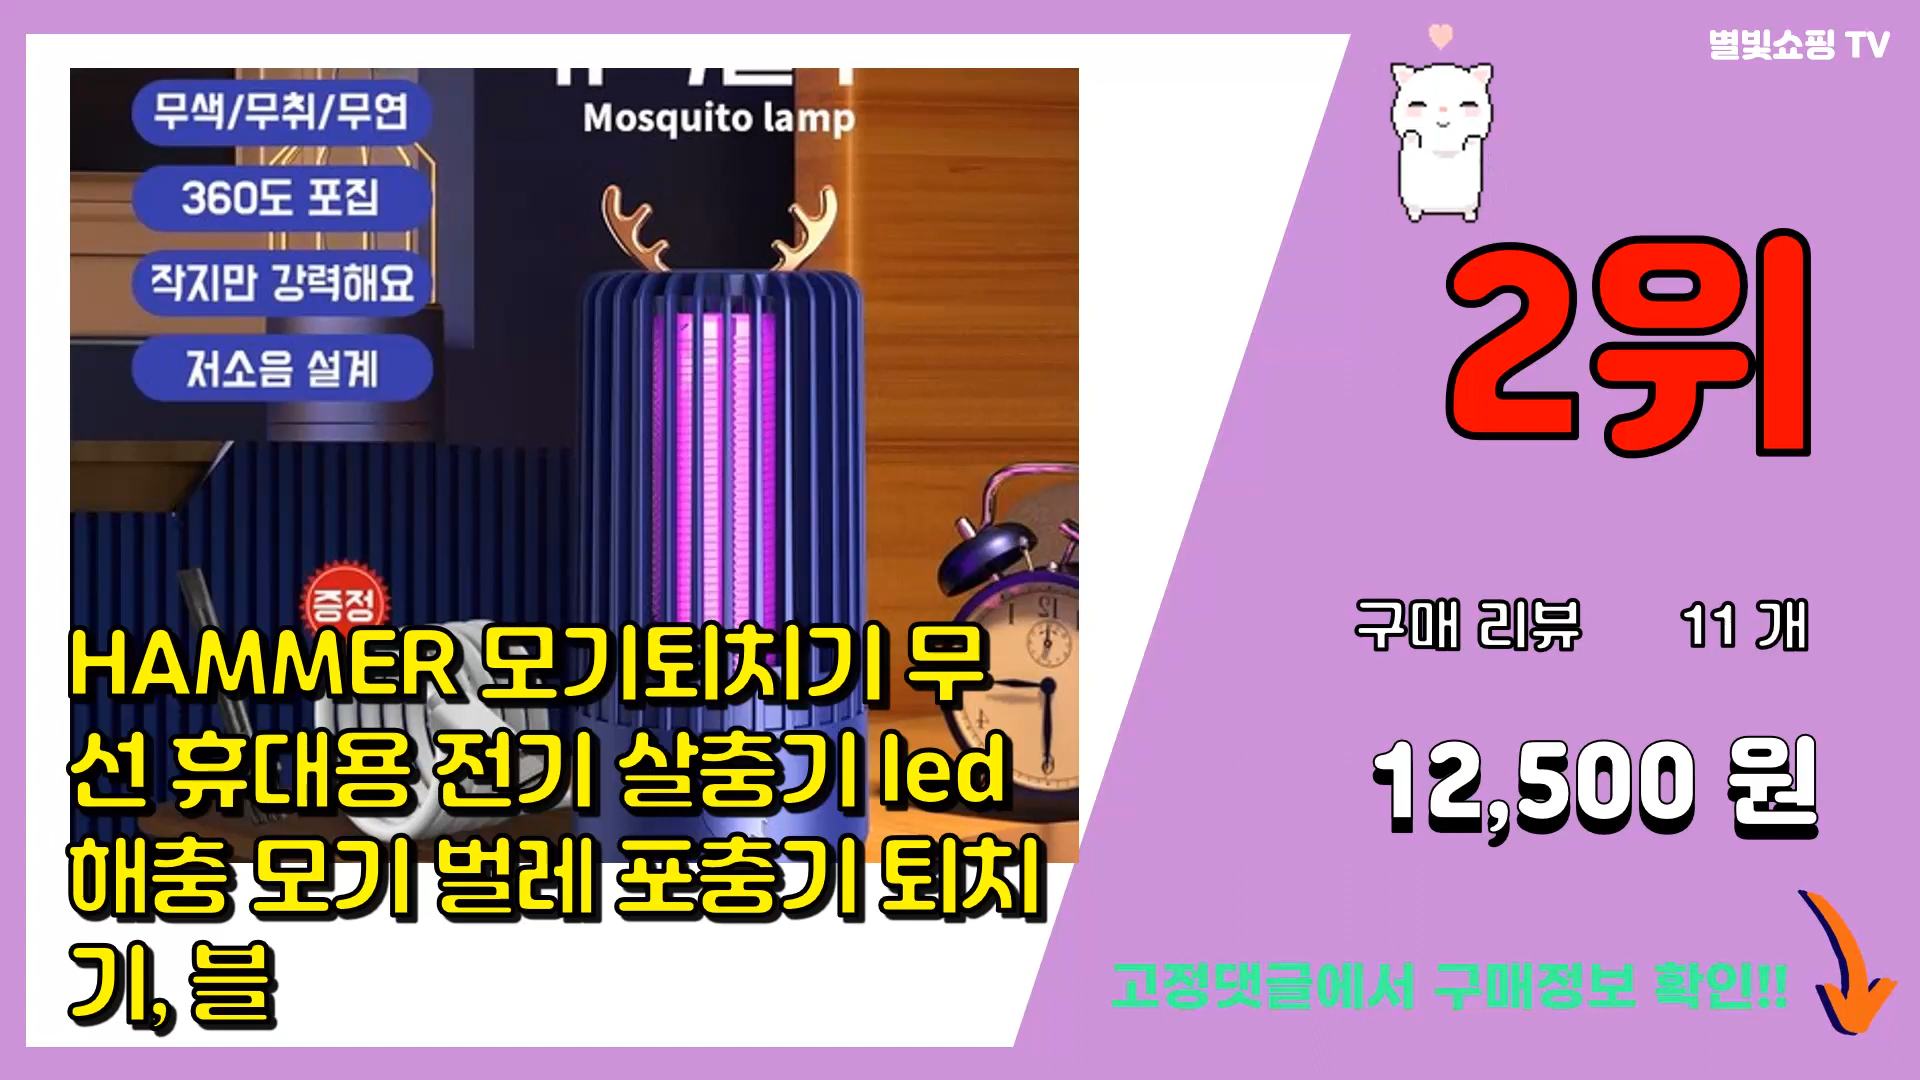 별빛쇼핑 TV
무색/무취/무연
360도 포집
작지만 강력해요
저소음 설계
Mosquito lamp
증정
HAMMER 모기퇴치기 무
선 휴대용 전기 살충기 led
해충 모기 벌레 포충기 퇴치
기, 블
2위
구매 리뷰 11 개
12,500 원
고정댓글에서 구매정보 확인!!